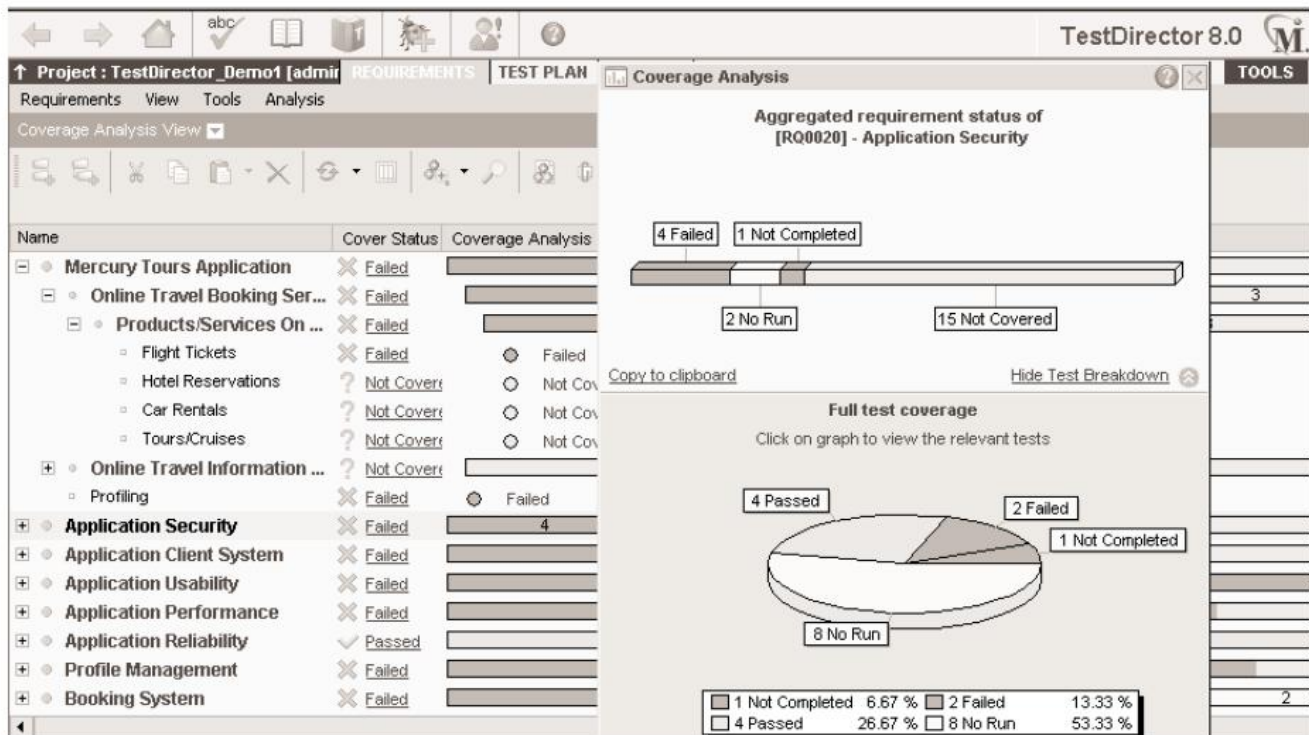 abc
TestDirector 8.0
Project : TestDirector_Demo1 [admir
REQUIREMENTS
TEST PLAN
TOOLS
Requirements View Tools Analysis
Coverage Analysis View
Name Cover Status Coverage Analysis
Mercury Tours Application Failed
Online Travel Booking Ser... Failed 3
Products/Services On ... Failed
Flight Tickets Failed Failed
Hotel Reservations ? Not Covere Not Cov
Car Rentals ? Not Covere Not Cov
Tours/Cruises ? Not Covere Not Cov
Online Travel Information ... ? Not Covere
Profiling Failed Failed
Application Security Failed 4
Application Client System Failed
Application Usability Failed
Application Performance Failed
Application Reliability Passed
Profile Management Failed
Booking System Failed 2
Coverage Analysis
Aggregated requirement status of
[RQ0020] - Application Security
4 Failed 1 Not Completed
2 No Run 15 Not Covered
Copy to clipboard Hide Test Breakdown
Full test coverage
Click on graph to view the relevant tests
4 Passed
2 Failed
1 Not Completed
8 No Run
1 Not Completed 6.67 % 2 Failed 13.33 %
4 Passed 26.67 % 8 No Run 53.33 %